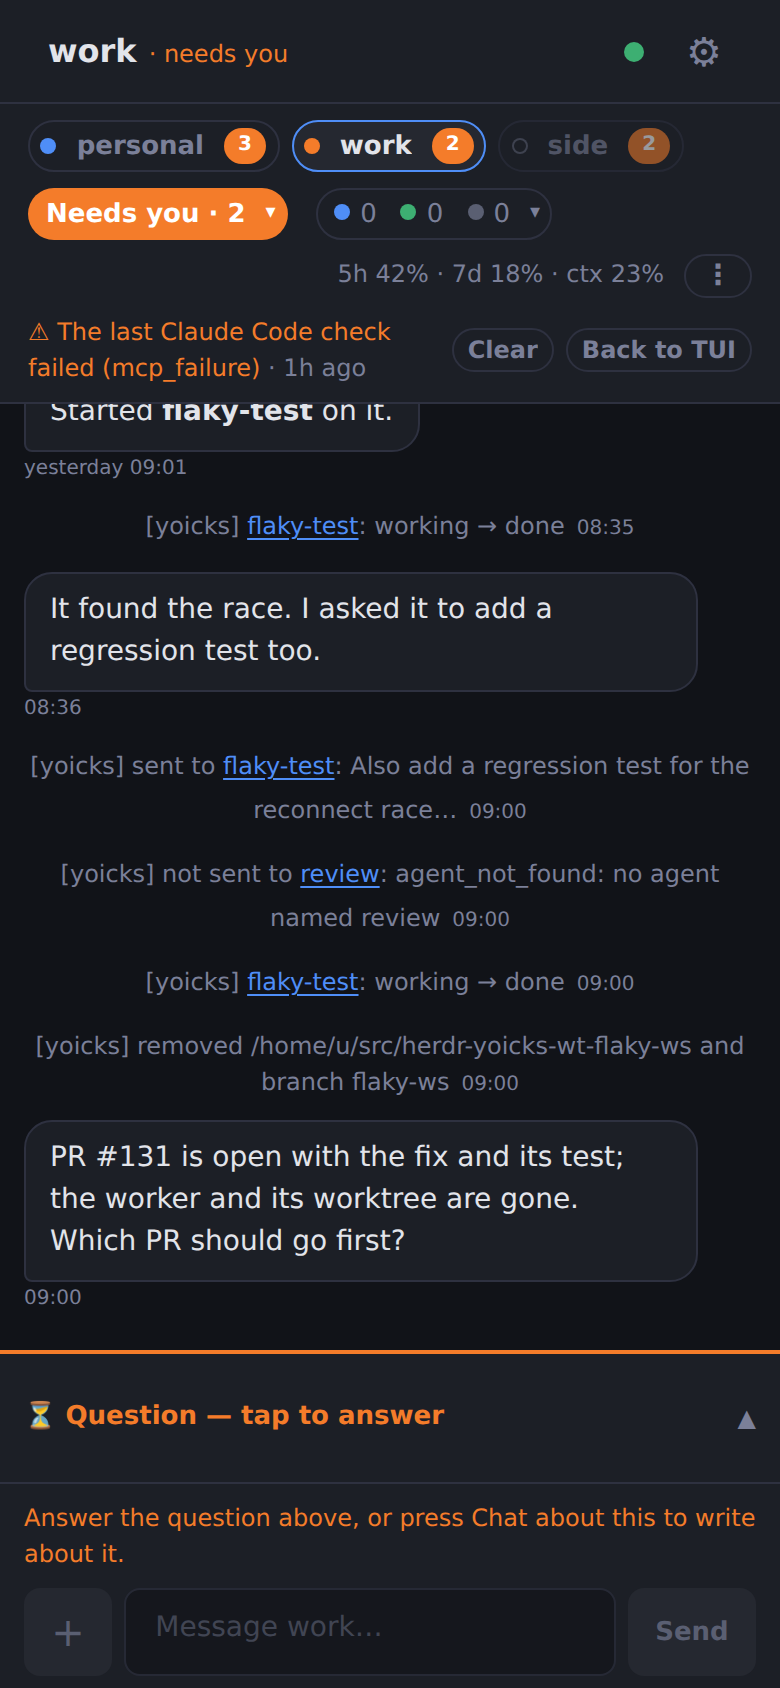 work · needs you
personal 3 work 2 side 2
Needs you · 2 ▾ 0 0 0 ▾
5h 42% · 7d 18% · ctx 23% ⋮
⚠ The last Claude Code check
failed (mcp_failure) · 1h ago
Clear Back to TUI
Started flaky-test on it.
yesterday 09:01
[yoicks] flaky-test: working → done 08:35
It found the race. I asked it to add a
regression test too.
08:36
[yoicks] sent to flaky-test: Also add a regression test for the
reconnect race… 09:00
[yoicks] not sent to review: agent_not_found: no agent
named review 09:00
[yoicks] flaky-test: working → done 09:00
[yoicks] removed /home/u/src/herdr-yoicks-wt-flaky-ws and
branch flaky-ws 09:00
PR #131 is open with the fix and its test;
the worker and its worktree are gone.
Which PR should go first?
09:00
⏳ Question — tap to answer ▲
Answer the question above, or press Chat about this to write
about it.
+ Message work… Send